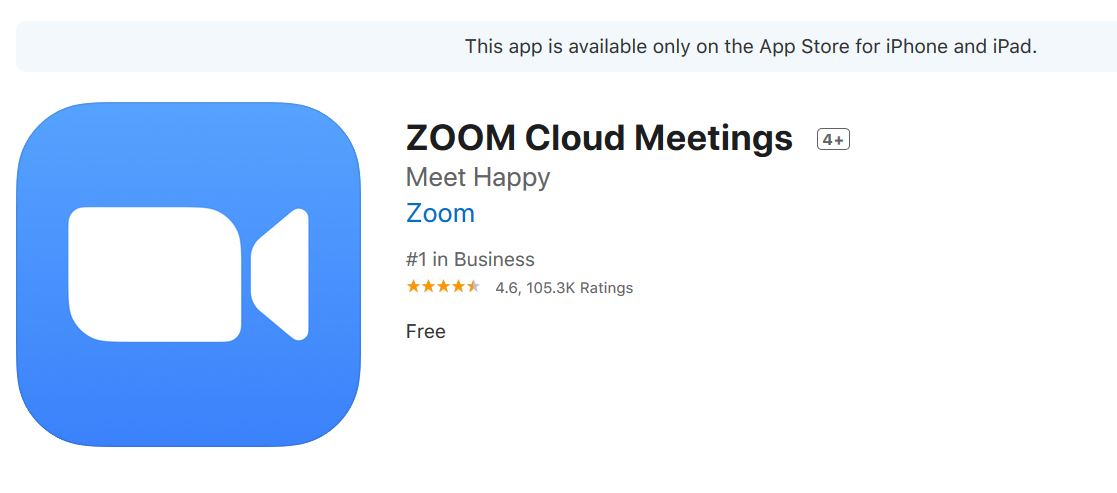 This app is available only on the App Store for iPhone and iPad.
ZOOM Cloud Meetings 4+
Meet Happy
Zoom
#1 in Business
4.6, 105.3K Ratings
Free